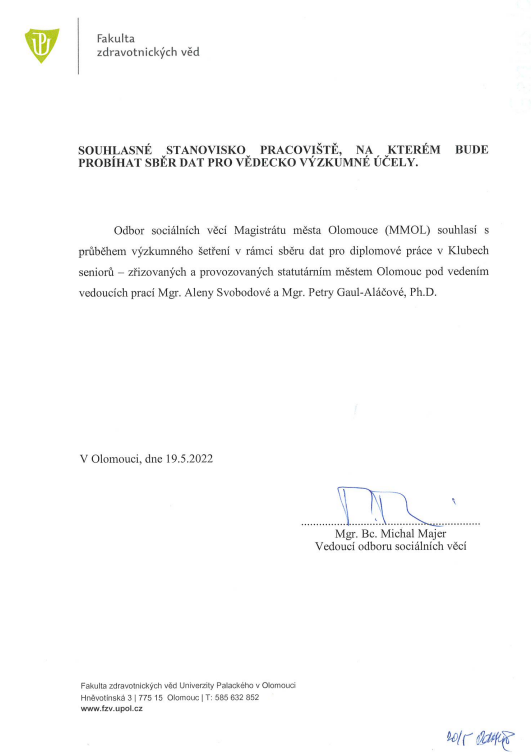 Fakulta
zdravotnických věd
SOUHLASNÉ STANOVISKO PRACOVIŠTĚ, NA KTERÉM BUDE
PROBÍHAT SBĚR DAT PRO VĚDECKO VÝZKUMNÉ ÚČELY.
Odbor sociálních věcí Magistrátu města Olomouce (MMOL) souhlasí s
průběhem výzkumného šetření v rámci sběru dat pro diplomové práce v Klubech
seniorů – zřizovaných a provozovaných statutárním městem Olomouc pod vedením
vedoucích prací Mgr. Aleny Svobodové a Mgr. Petry Gaul-Aláčové, Ph.D.
V Olomouci, dne 19.5.2022
Mgr. Bc. Michal Majer
Vedoucí odboru sociálních věcí
Fakulta zdravotnických věd Univerzity Palackého v Olomouci
Hněvotínská 3 | 775 15 Olomouc | T: 585 632 852
www.fzv.upol.cz